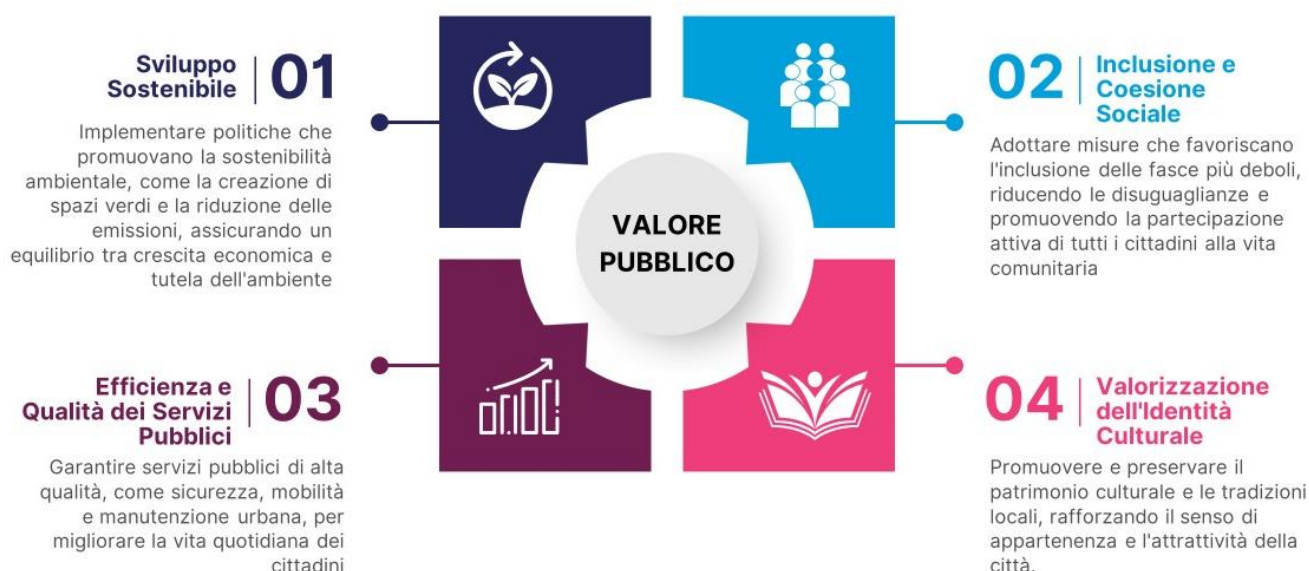 Sviluppo
Sostenibile
01
Implementare politiche che
promuovano la sostenibilità
ambientale, come la creazione di
spazi verdi e la riduzione delle
emissioni, assicurando un
equilibrio tra crescita economica e
tutela dell'ambiente
02
Inclusione e
Coesione
Sociale
Adottare misure che favoriscano
l'inclusione delle fasce più deboli,
riducendo le disuguaglianze e
promuovendo la partecipazione
attiva di tutti i cittadini alla vita
comunitaria
VALORE
PUBBLICO
Efficienza e
Qualità dei Servizi
Pubblici
03
Garantire servizi pubblici di alta
qualità, come sicurezza, mobilità
e manutenzione urbana, per
migliorare la vita quotidiana dei
cittadini
04
Valorizzazione
dell'Identità
Culturale
Promuovere e preservare il
patrimonio culturale e le tradizioni
locali, rafforzando il senso di
appartenenza e l'attrattività della
città.